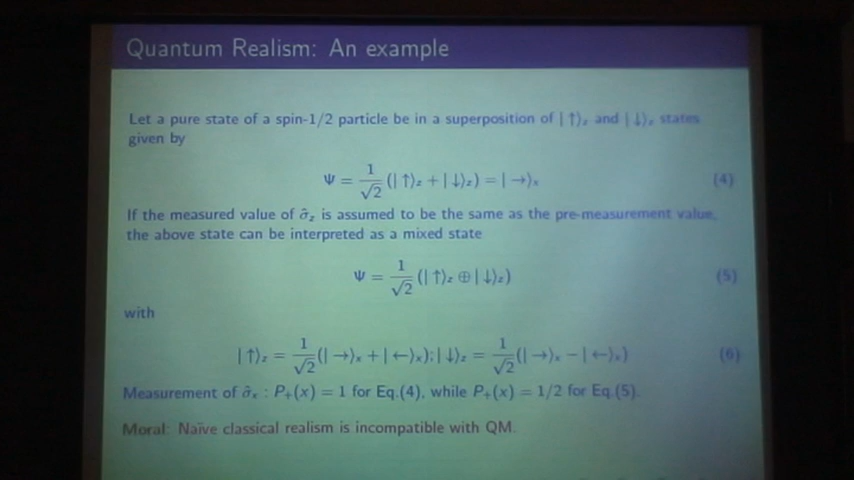 Quantum Realism: An example
Let a pure state of a spin-1/2 particle be in a superposition of |↑⟩z and |↓⟩z states
given by
Ψ = 1/√2 (|↑⟩z + |↓⟩z) = |→⟩x (4)
If the measured value of σ̂z is assumed to be the same as the pre-measurement value,
the above state can be interpreted as a mixed state
Ψ = 1/√2 (|↑⟩z ⊕ |↓⟩z) (5)
with
|↑⟩z = 1/√2 (|→⟩x + |←⟩x); |↓⟩z = 1/√2 (|→⟩x − |←⟩x) (6)
Measurement of σ̂x : P+(x) = 1 for Eq.(4), while P+(x) = 1/2 for Eq.(5).
Moral: Naïve classical realism is incompatible with QM.